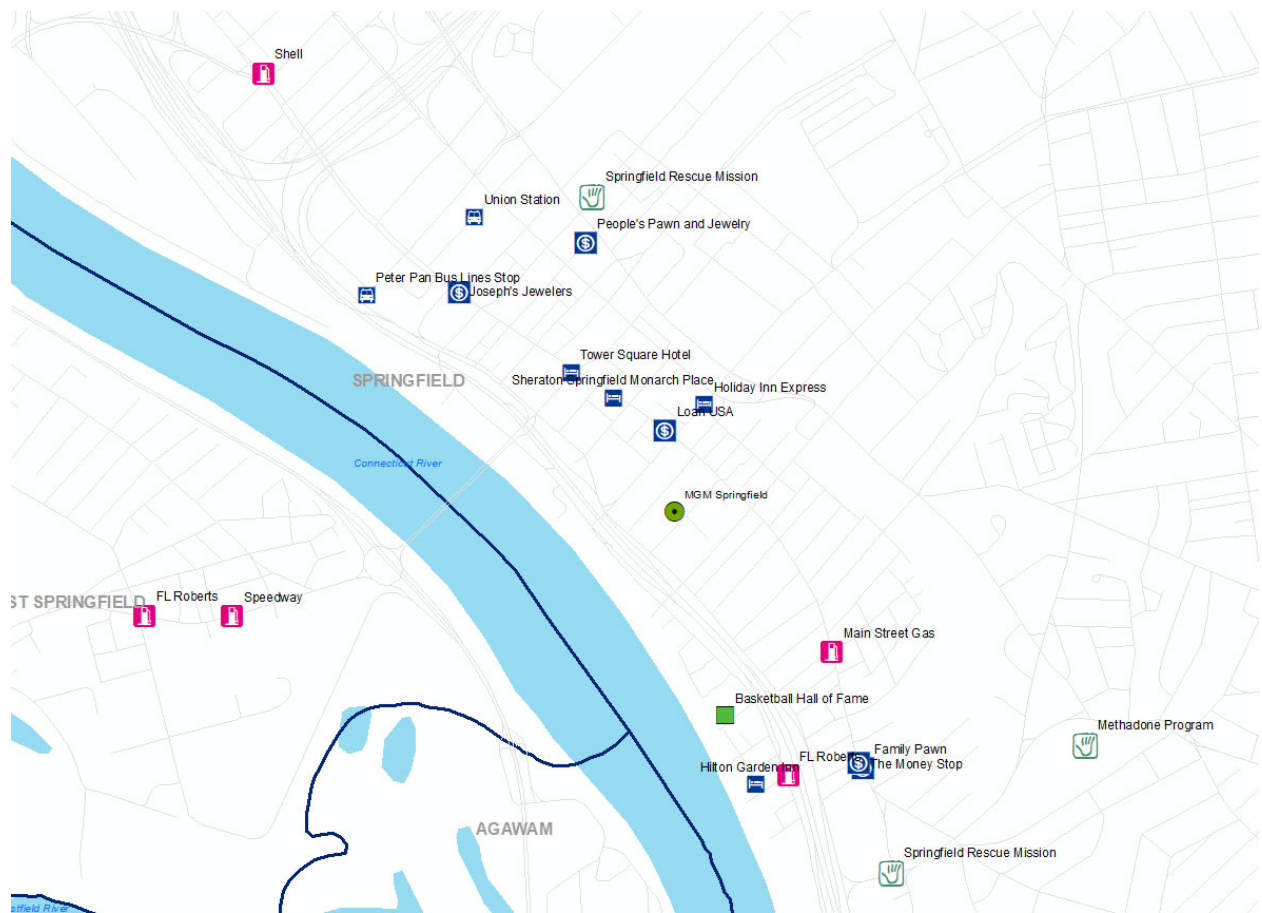 Shell
Springfield Rescue Mission
Union Station
People's Pawn and Jewelry
Peter Pan Bus Lines Stop
Joseph's Jewelers
Tower Square Hotel
SPRINGFIELD
Sheraton Springfield Monarch Place
Holiday Inn Express
Loan USA
Connecticut River
MGM Springfield
ST SPRINGFIELD
FL Roberts
Speedway
Main Street Gas
Basketball Hall of Fame
Methadone Program
Family Pawn
FL Roberts
The Money Stop
Hilton Garden Inn
AGAWAM
Springfield Rescue Mission
stfield River